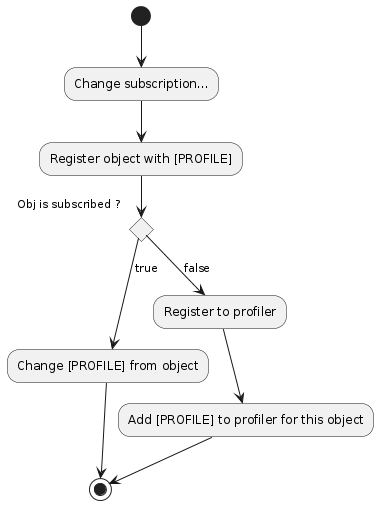 Change subscription...
Register object with [PROFILE]
Obj is subscribed ?
true
false
Register to profiler
Change [PROFILE] from object
Add [PROFILE] to profiler for this object